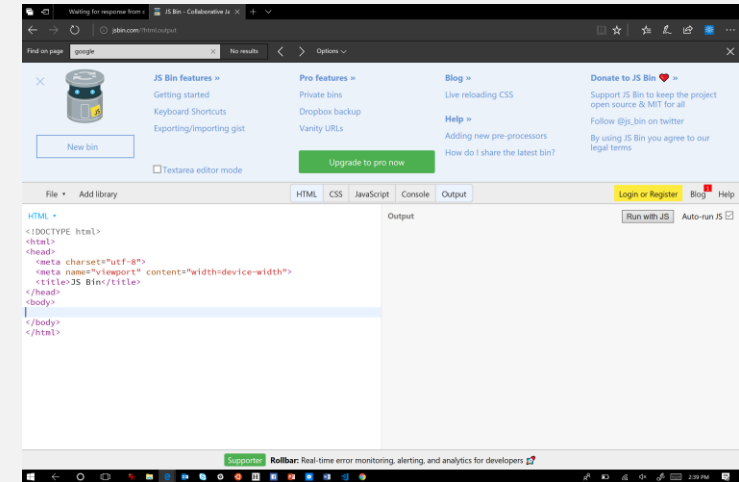 Waiting for response from c
JS Bin - Collaborative Ja
jsbin.com/?html,output
Find on page
google
No results
Options
JS Bin features »
Getting started
Keyboard Shortcuts
Exporting/importing gist
Textarea editor mode
Pro features »
Private bins
Dropbox backup
Vanity URLs
Upgrade to pro now
Blog »
Live reloading CSS
Help »
Adding new pre-processors
How do I share the latest bin?
Donate to JS Bin ❤ »
Support JS Bin to keep the project
open source & MIT for all
Follow @js_bin on twitter
By using JS Bin you agree to our
legal terms
JS
New bin
File
Add library
HTML
CSS
JavaScript
Console
Output
Login or Register
Blog
1
Help
HTML
<!DOCTYPE html>
<html>
<head>
<meta charset="utf-8">
<meta name="viewport" content="width=device-width">
<title>JS Bin</title>
</head>
<body>
</body>
</html>
Output
Run with JS
Auto-run JS
Supporter
Rollbar: Real-time error monitoring, alerting, and analytics for developers
2:39 PM